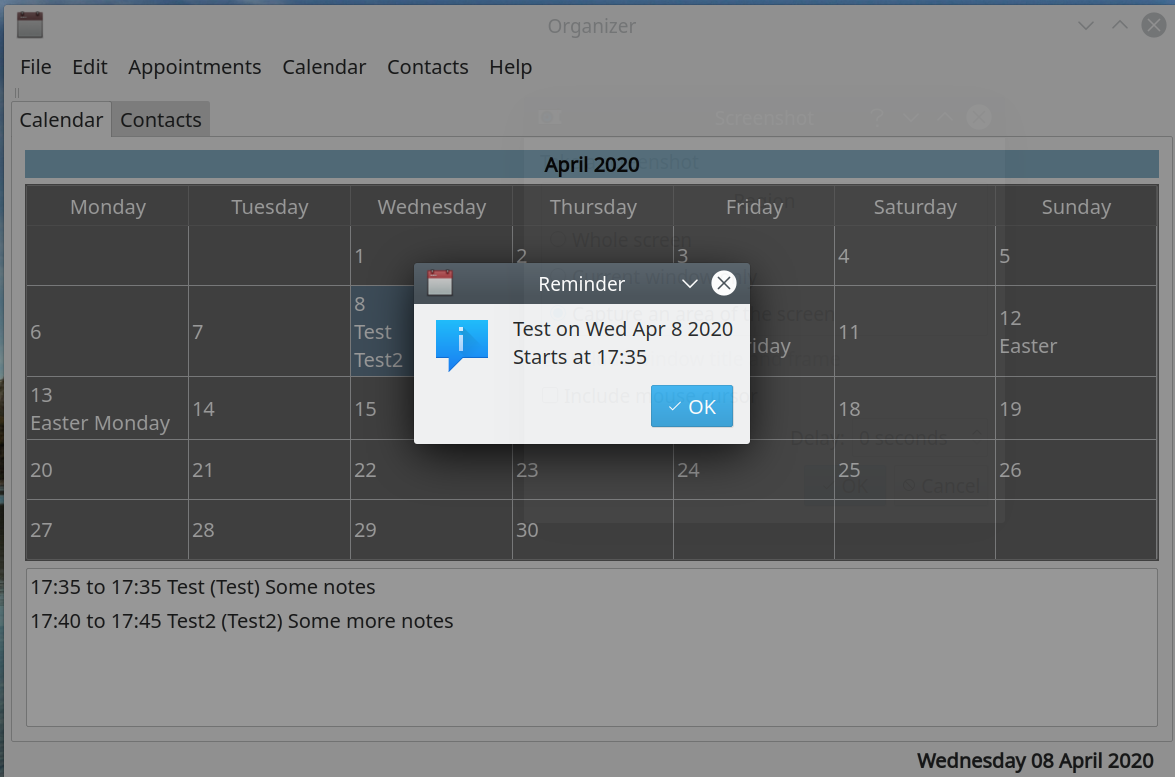 Organizer
File Edit Appointments Calendar Contacts Help
Calendar Contacts
Screenshot ?
April 2020
Monday Tuesday Wednesday Thursday Friday Saturday Sunday
1 2 3 4 5
Whole screen
Current window
6 7 8 11 12
Test
Test2
Easter
Reminder
i
Test on Wed Apr 8 2020
Starts at 17:35
OK
Capture an area of the screen
Include mouse cursor
13 14 15 18 19
Easter Monday
Delay: 0 seconds
20 21 22 23 24 25 26
OK Cancel
27 28 29 30
17:35 to 17:35 Test (Test) Some notes
17:40 to 17:45 Test2 (Test2) Some more notes
Wednesday 08 April 2020